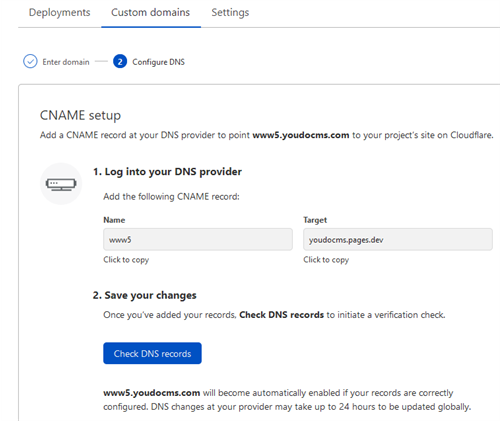 Deployments Custom domains Settings
Enter domain 2 Configure DNS
CNAME setup
Add a CNAME record at your DNS provider to point www5.youdocms.com to your project's site on Cloudflare.
1. Log into your DNS provider
Add the following CNAME record:
Name Target
www5 youdocms.pages.dev
Click to copy Click to copy
2. Save your changes
Once you've added your records, Check DNS records to initiate a verification check.
Check DNS records
www5.youdocms.com will become automatically enabled if your records are correctly
configured. DNS changes at your provider may take up to 24 hours to be updated globally.